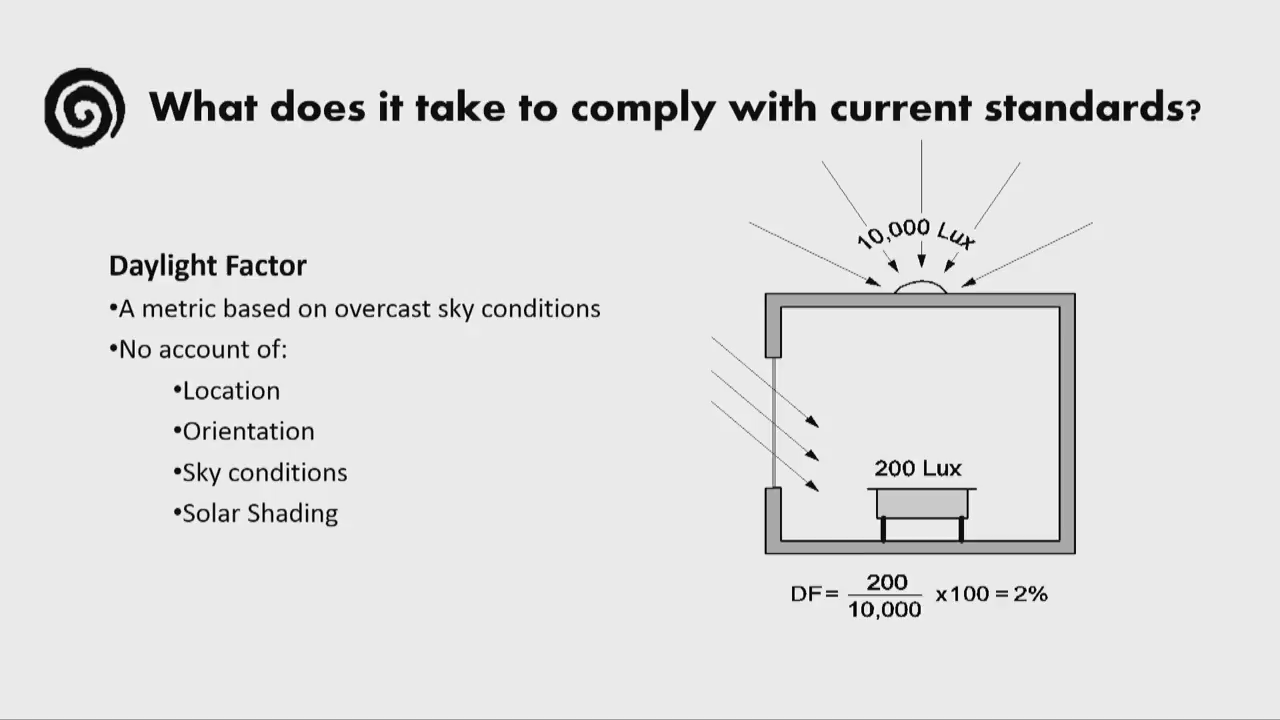 What does it take to comply with current standards?
Daylight Factor
•A metric based on overcast sky conditions
•No account of:
•Location
•Orientation
•Sky conditions
•Solar Shading
10,000 Lux
200 Lux
DF= 200/10,000 x100 = 2%